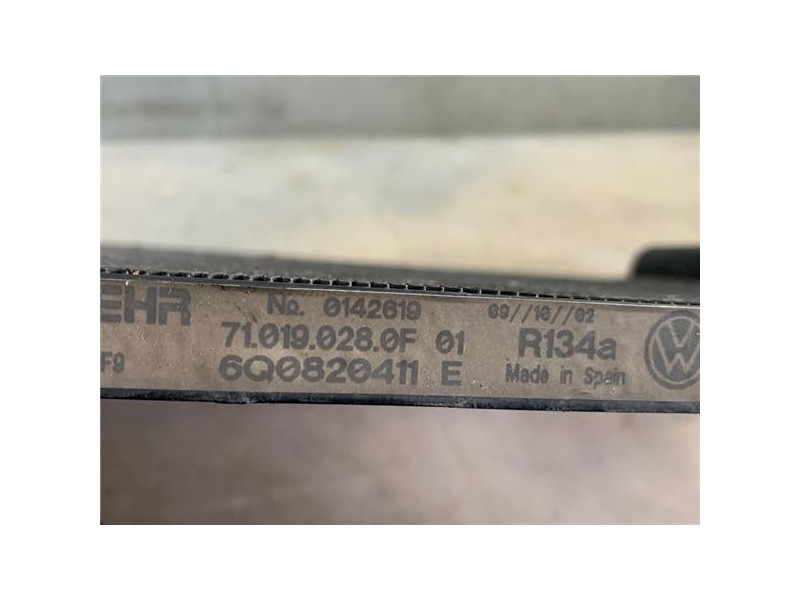 EHR No. 0142619 09//10//02
71.019.028.0F 01 R134a
F9 6Q0820411 E Made in Spain